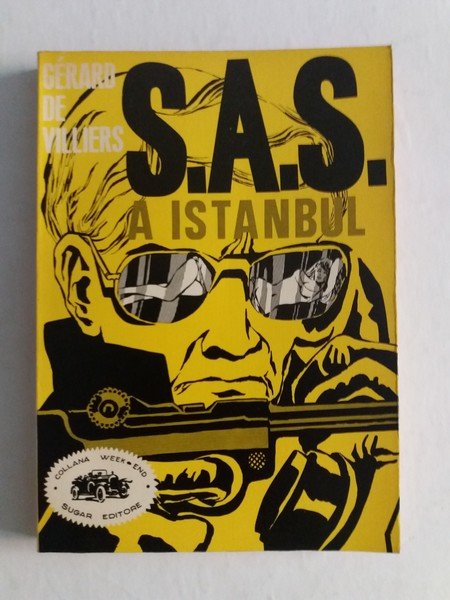 GÉRARD
DE
VILLIERS
S.A.S.
A ISTANBUL
COLLANA WEEK-END
SUGAR EDITORE